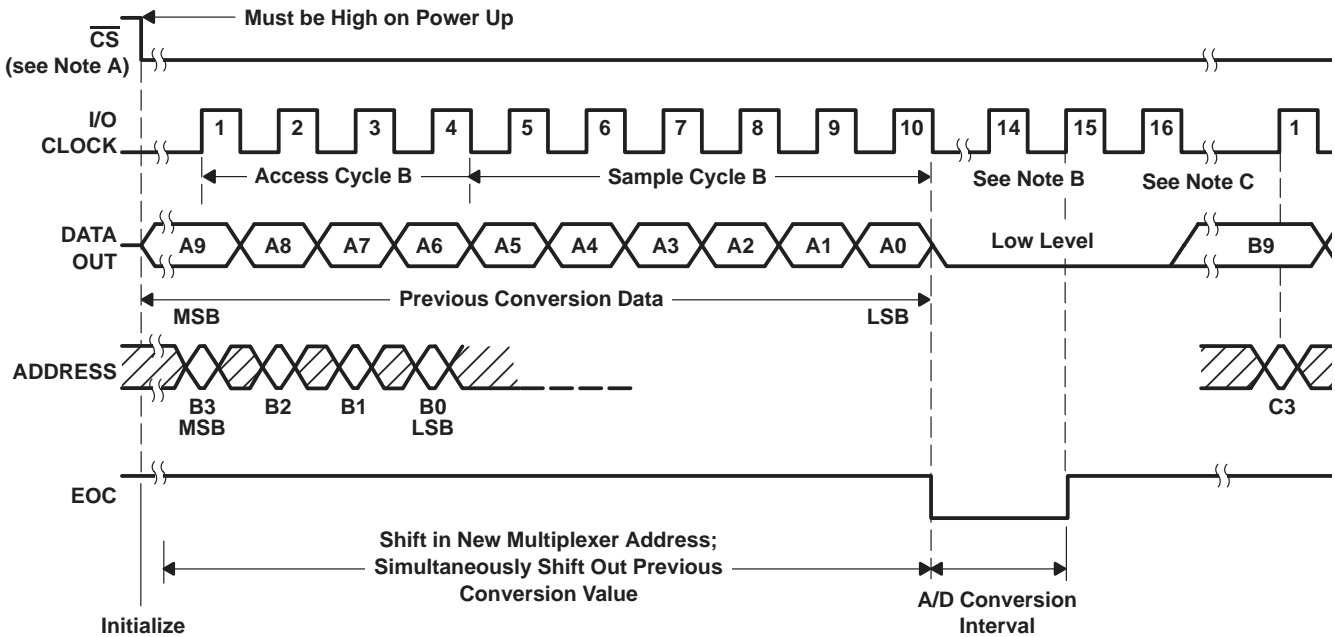 Must be High on Power Up
CS
(see Note A)
I/O
CLOCK
1 2 3 4 5 6 7 8 9 10 14 15 16 1
Access Cycle B
Sample Cycle B
See Note B
See Note C
DATA
OUT
A9 A8 A7 A6 A5 A4 A3 A2 A1 A0
Low Level
B9
Previous Conversion Data
MSB
LSB
ADDRESS
B3 B2 B1 B0
MSB
LSB
C3
EOC
Shift in New Multiplexer Address;
Simultaneously Shift Out Previous
Conversion Value
A/D Conversion
Interval
Initialize